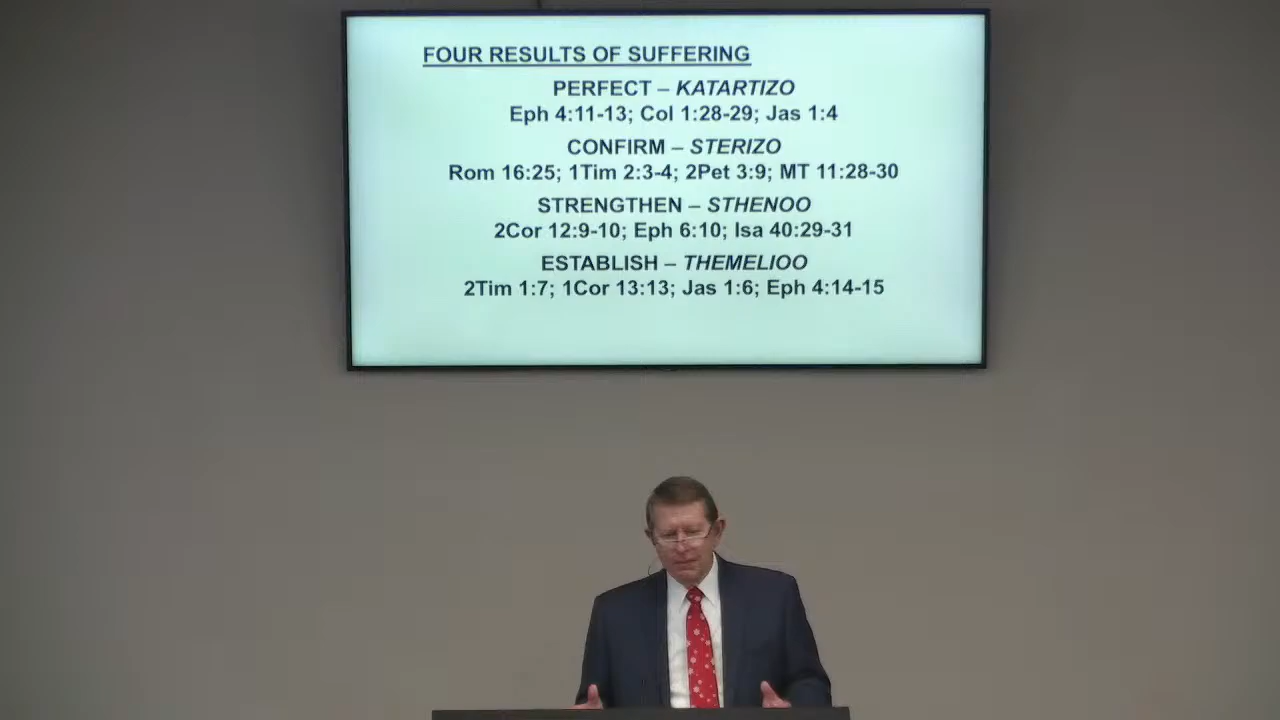 FOUR RESULTS OF SUFFERING
PERFECT – KATARTIZO
Eph 4:11-13; Col 1:28-29; Jas 1:4
CONFIRM – STERIZO
Rom 16:25; 1Tim 2:3-4; 2Pet 3:9; MT 11:28-30
STRENGTHEN – STHENOO
2Cor 12:9-10; Eph 6:10; Isa 40:29-31
ESTABLISH – THEMELIOO
2Tim 1:7; 1Cor 13:13; Jas 1:6; Eph 4:14-15